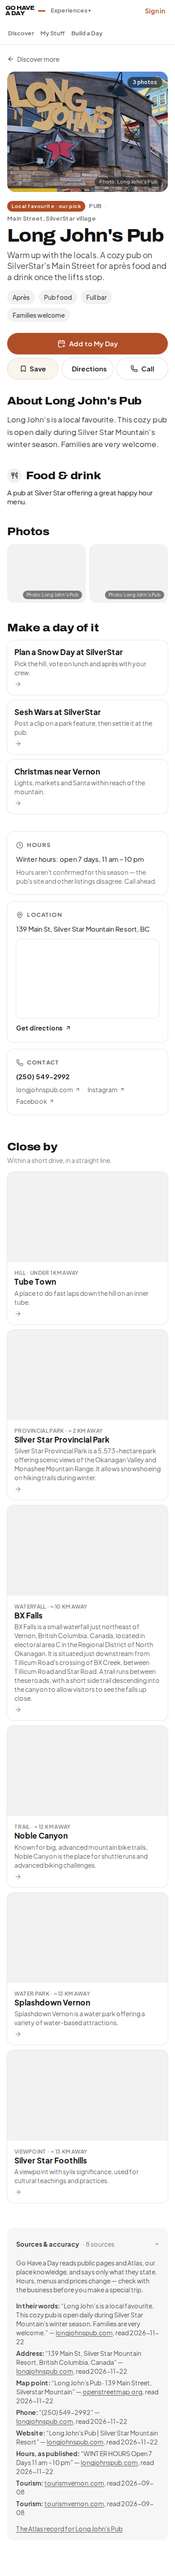 GO HAVE
A DAY
Experiences
Sign in
Discover My Stuff Build a Day
Discover more
3 photos
LONG
JOHN'S
Photo: Long John's Pub
Local favourite · our pick PUB
Main Street, SilverStar village
Long John's Pub
Warm up with the locals. A cozy pub on
SilverStar's Main Street for après food and
a drink once the lifts stop.
Après Pub food Full bar
Families welcome
Add to My Day
Save Directions Call
About Long John's Pub
Long John's is a local favourite. This cozy pub
is open daily during Silver Star Mountain's
winter season. Families are very welcome.
Food & drink
A pub at Silver Star offering a great happy hour
menu.
Photos
Photo: Long John's Pub Photo: Long John's Pub
Make a day of it
Plan a Snow Day at SilverStar
Pick the hill, vote on lunch and après with your
crew.
Sesh Wars at SilverStar
Post a clip on a park feature, then settle it at the
pub.
Christmas near Vernon
Lights, markets and Santa within reach of the
mountain.
HOURS
Winter hours: open 7 days, 11 am – 10 pm
Hours aren't confirmed for this season — the
pub's site and other listings disagree. Call ahead.
LOCATION
139 Main St, Silver Star Mountain Resort, BC
Get directions ↗
CONTACT
(250) 549-2992
longjohnspub.com ↗ Instagram ↗
Facebook ↗
Close by
Within a short drive, in a straight line.
HILL · UNDER 1 KM AWAY
Tube Town
A place to do fast laps down the hill on an inner
tube.
PROVINCIAL PARK · ≈ 2 KM AWAY
Silver Star Provincial Park
Silver Star Provincial Park is a 5,573-hectare park
offering scenic views of the Okanagan Valley and
Monashee Mountain Range. It allows snowshoeing
on hiking trails during winter.
WATERFALL · ≈ 10 KM AWAY
BX Falls
BX Falls is a small waterfall just northeast of
Vernon, British Columbia, Canada, located in
electoral area C in the Regional District of North
Okanagan. It is situated just downstream from
Tillicum Road's crossing of BX Creek, between
Tillicum Road and Star Road. A trail runs between
these roads, with a short side trail descending into
the canyon to allow visitors to see the falls up
close.
TRAIL · ≈ 12 KM AWAY
Noble Canyon
Known for big, advanced mountain bike trails,
Noble Canyon is the place for shuttle runs and
advanced biking challenges.
WATER PARK · ≈ 13 KM AWAY
Splashdown Vernon
Splashdown Vernon is a water park offering a
variety of water-based attractions.
VIEWPOINT · ≈ 13 KM AWAY
Silver Star Foothills
A viewpoint with syilx significance, used for
cultural teachings and practices.
Sources & accuracy · 8 sources
Go Have a Day reads public pages and Atlas, our
place knowledge, and says only what they state.
Hours, menus and prices change — check with
the business before you make a special trip.
In their words: "Long John's is a local favourite.
This cozy pub is open daily during Silver Star
Mountain's winter season. Families are very
welcome." — longjohnspub.com, read 2026-11-
22
Address: "139 Main St, Silver Star Mountain
Resort, British Columbia, Canada" —
longjohnspub.com, read 2026-11-22
Map point: "Long John's Pub · 139 Main Street,
Silverstar Mountain" — openstreetmap.org, read
2026-11-22
Phone: "(250) 549-2992" —
longjohnspub.com, read 2026-11-22
Website: "Long John's Pub | Silver Star Mountain
Resort" — longjohnspub.com, read 2026-11-22
Hours, as published: "WINTER HOURS Open 7
Days 11 am – 10 pm" — longjohnspub.com, read
2026-11-22
Tourism: tourismvernon.com, read 2026-09-
08
Tourism: tourismvernon.com, read 2026-09-
08
The Atlas record for Long John's Pub